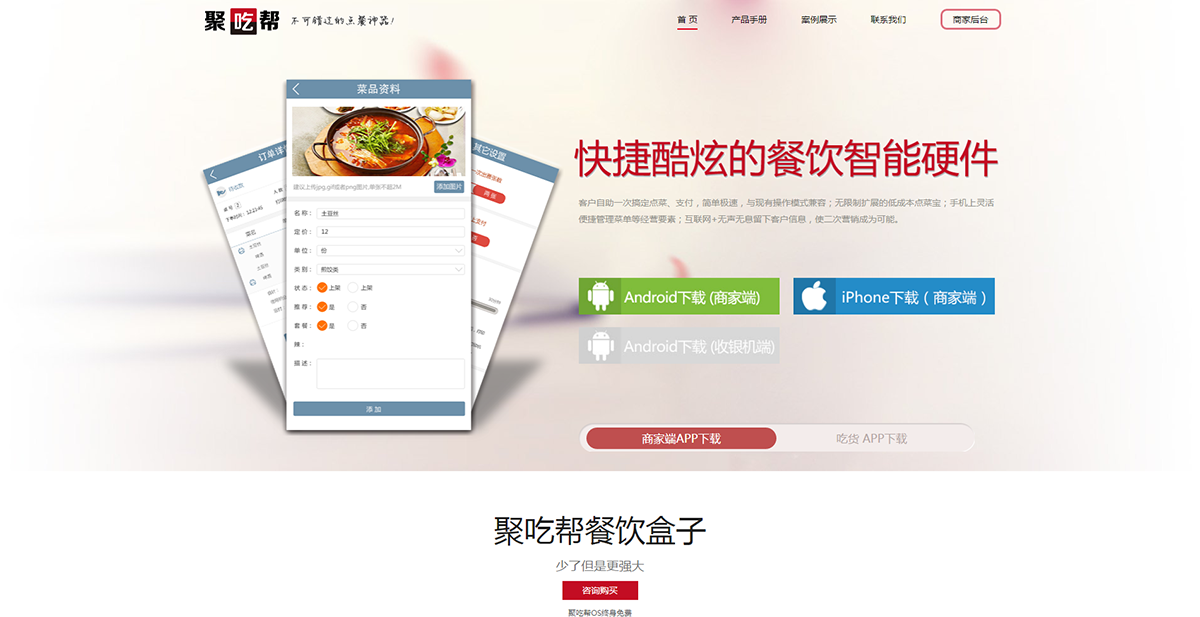 聚吃帮 不可错过的点餐神器!
首 页 产品手册 案例展示 联系我们 商家后台
菜品资料
建议上传jpg,gif或者png图片,单张不超2M 添加图片
名 称： 土豆丝
定 价： 12
单 位： 份
类 别： 煎饺类
状 态： 上架 上架
推 荐： 是 否
套 餐： 是 否
辣：
描 述：
添 加
其它设置
快捷酷炫的餐饮智能硬件
客户自助一次搞定点菜、支付，简单极速，与现有操作模式兼容；无限制扩展的低成本点菜宝；手机上灵活
便捷管理菜单等经营要素；互联网+无声无息留下客户信息，使二次营销成为可能。
Android下载 (商家端) iPhone下载（ 商家端 ）
Android下载 (收银机端)
商家端APP下载 吃货 APP下载
聚吃帮餐饮盒子
少了但是更强大
咨询购买
聚吃帮OS终身免费